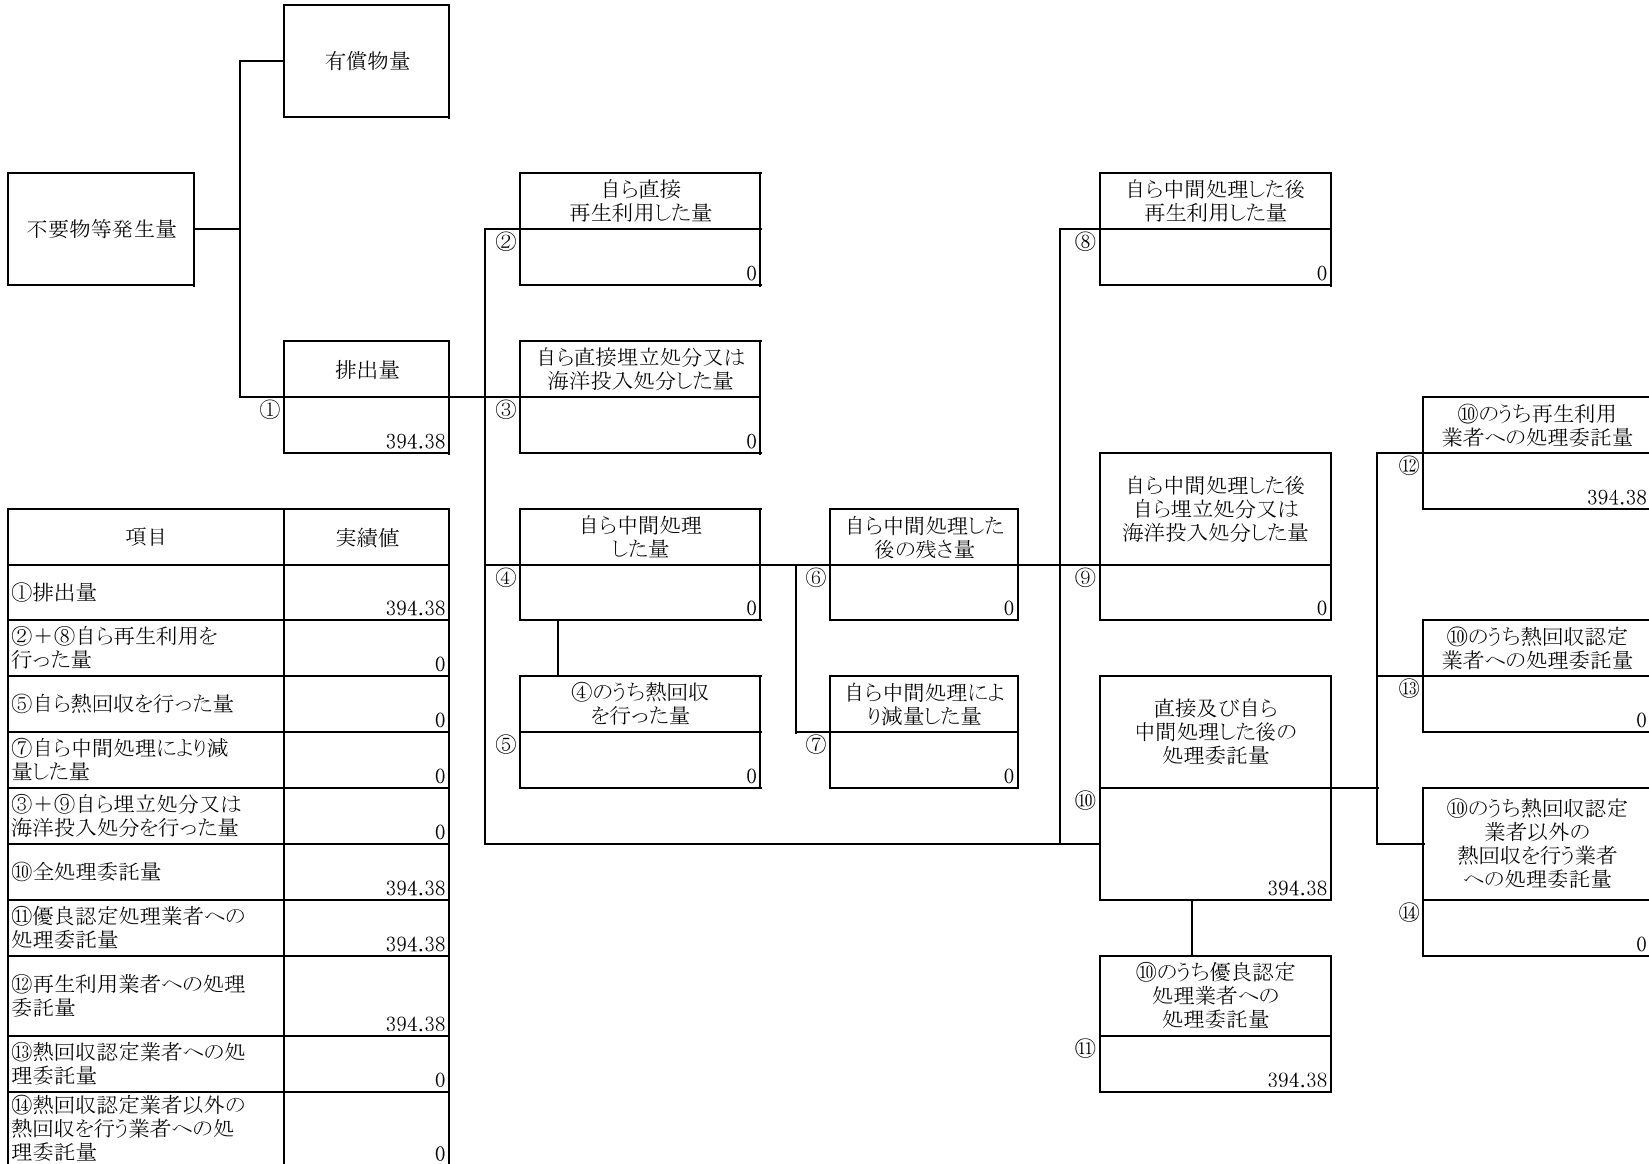 有償物量
不要物等発生量
排出量
①
394.38
自ら直接
再生利用した量
②
0
自ら直接埋立処分又は
海洋投入処分した量
③
0
自ら中間処理
した量
④
0
④のうち熱回収
を行った量
⑤
0
自ら中間処理した
後の残さ量
⑥
0
自ら中間処理によ
り減量した量
⑦
0
自ら中間処理した後
再生利用した量
⑧
0
自ら中間処理した後
自ら埋立処分又は
海洋投入処分した量
⑨
0
直接及び自ら
中間処理した後の
処理委託量
⑩
394.38
⑩のうち優良認定
処理業者への
処理委託量
⑪
394.38
⑩のうち再生利用
業者への処理委託量
⑫
394.38
⑩のうち熱回収認定
業者への処理委託量
⑬
0
⑩のうち熱回収認定
業者以外の
熱回収を行う業者
への処理委託量
⑭
0
項目 実績値
①排出量
394.38
②+⑧自ら再生利用を
行った量
0
⑤自ら熱回収を行った量
0
⑦自ら中間処理により減
量した量
0
③+⑨自ら埋立処分又は
海洋投入処分を行った量
0
⑩全処理委託量
394.38
⑪優良認定処理業者への
処理委託量
394.38
⑫再生利用業者への処理
委託量
394.38
⑬熱回収認定業者への処
理委託量
0
⑭熱回収認定業者以外の
熱回収を行う業者への処
理委託量
0